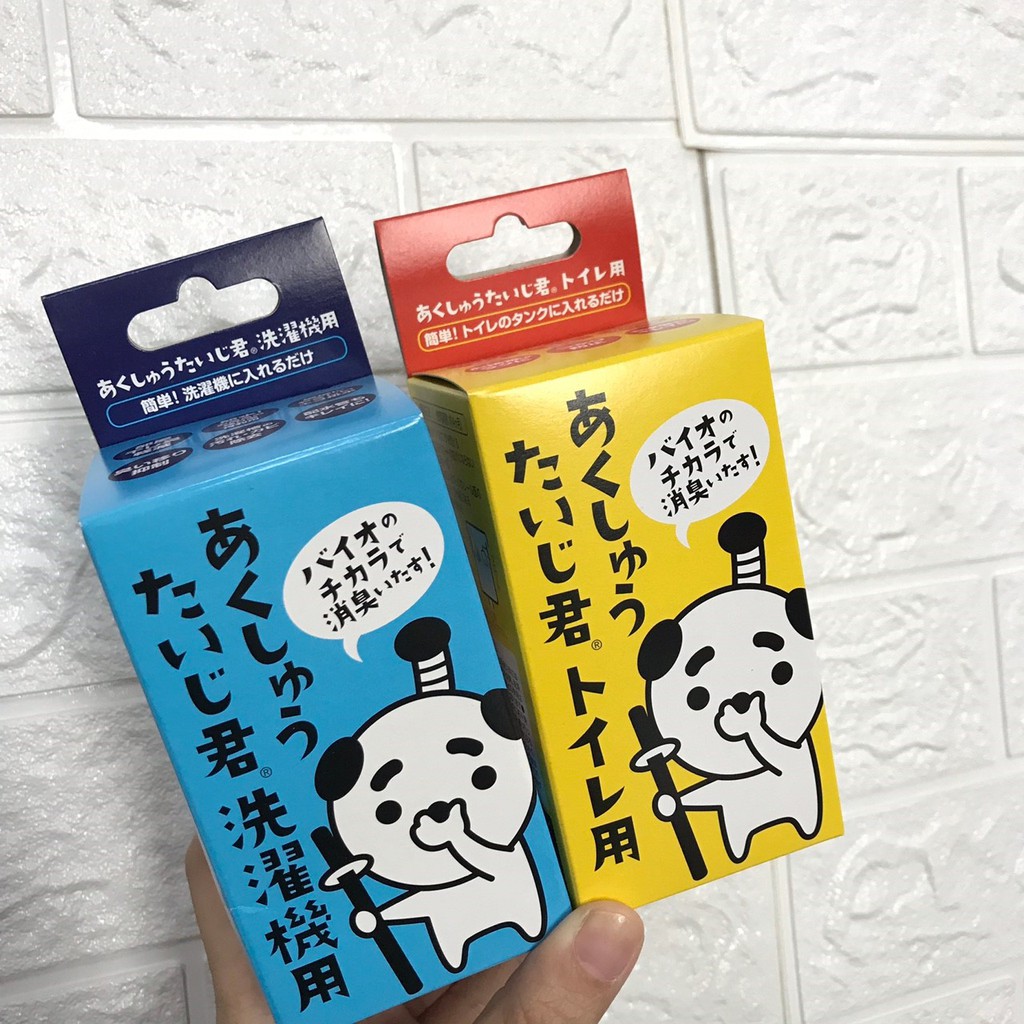 あくしゅうたいじ君® 洗濯機用
簡単！洗濯機に入れるだけ
あくしゅう
たいじ君® 洗濯機用
バイオの
チカラで
消臭いたす！
あくしゅうたいじ君® トイレ用
簡単！トイレのタンクに入れるだけ
あくしゅう
たいじ君® トイレ用
バイオの
チカラで
消臭いたす！